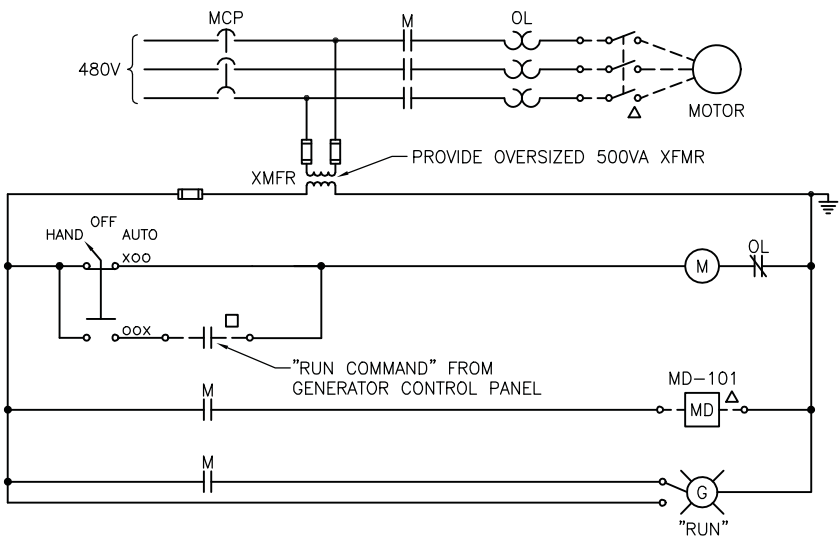 MCP
M
OL
480V
MOTOR
PROVIDE OVERSIZED 500VA XFMR
XMFR
OFF
HAND
AUTO
XOO
OL
M
OOX
"RUN COMMAND" FROM
GENERATOR CONTROL PANEL
MD-101
M
MD
M
G
"RUN"